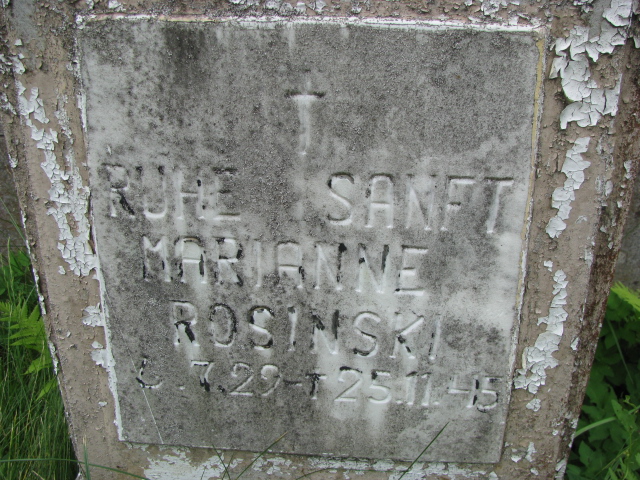 RUHE SANFT
MARIANNE
ROSINSKI
7.29-†25.11.45